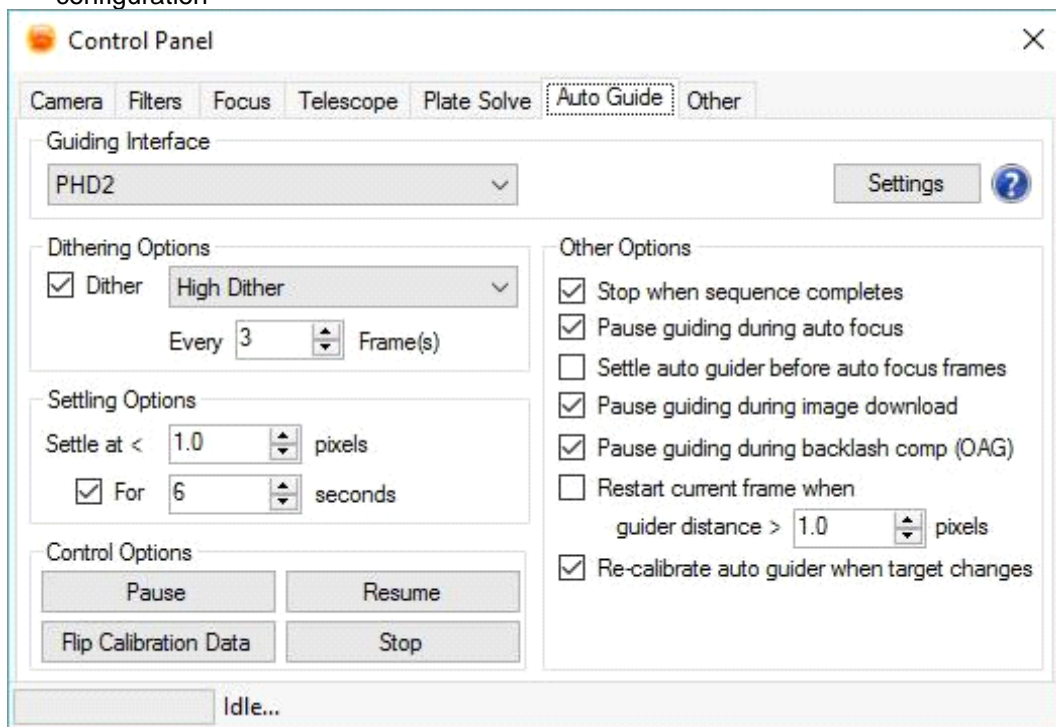 configuration
Control Panel
Camera Filters Focus Telescope Plate Solve Auto Guide Other
Guiding Interface
PHD2
Settings
Dithering Options
Dither High Dither
Every 3 Frame(s)
Settling Options
Settle at < 1.0 pixels
For 6 seconds
Control Options
Pause Resume
Flip Calibration Data Stop
Other Options
Stop when sequence completes
Pause guiding during auto focus
Settle auto guider before auto focus frames
Pause guiding during image download
Pause guiding during backlash comp (OAG)
Restart current frame when
guider distance > 1.0 pixels
Re-calibrate auto guider when target changes
Idle...